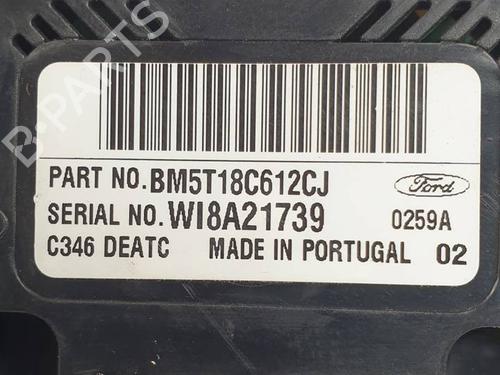 B-PARTS
PART NO.BM5T18C612CJ
Ford
SERIAL NO.WI8A21739
0259A
C346 DEATC MADE IN PORTUGAL 02